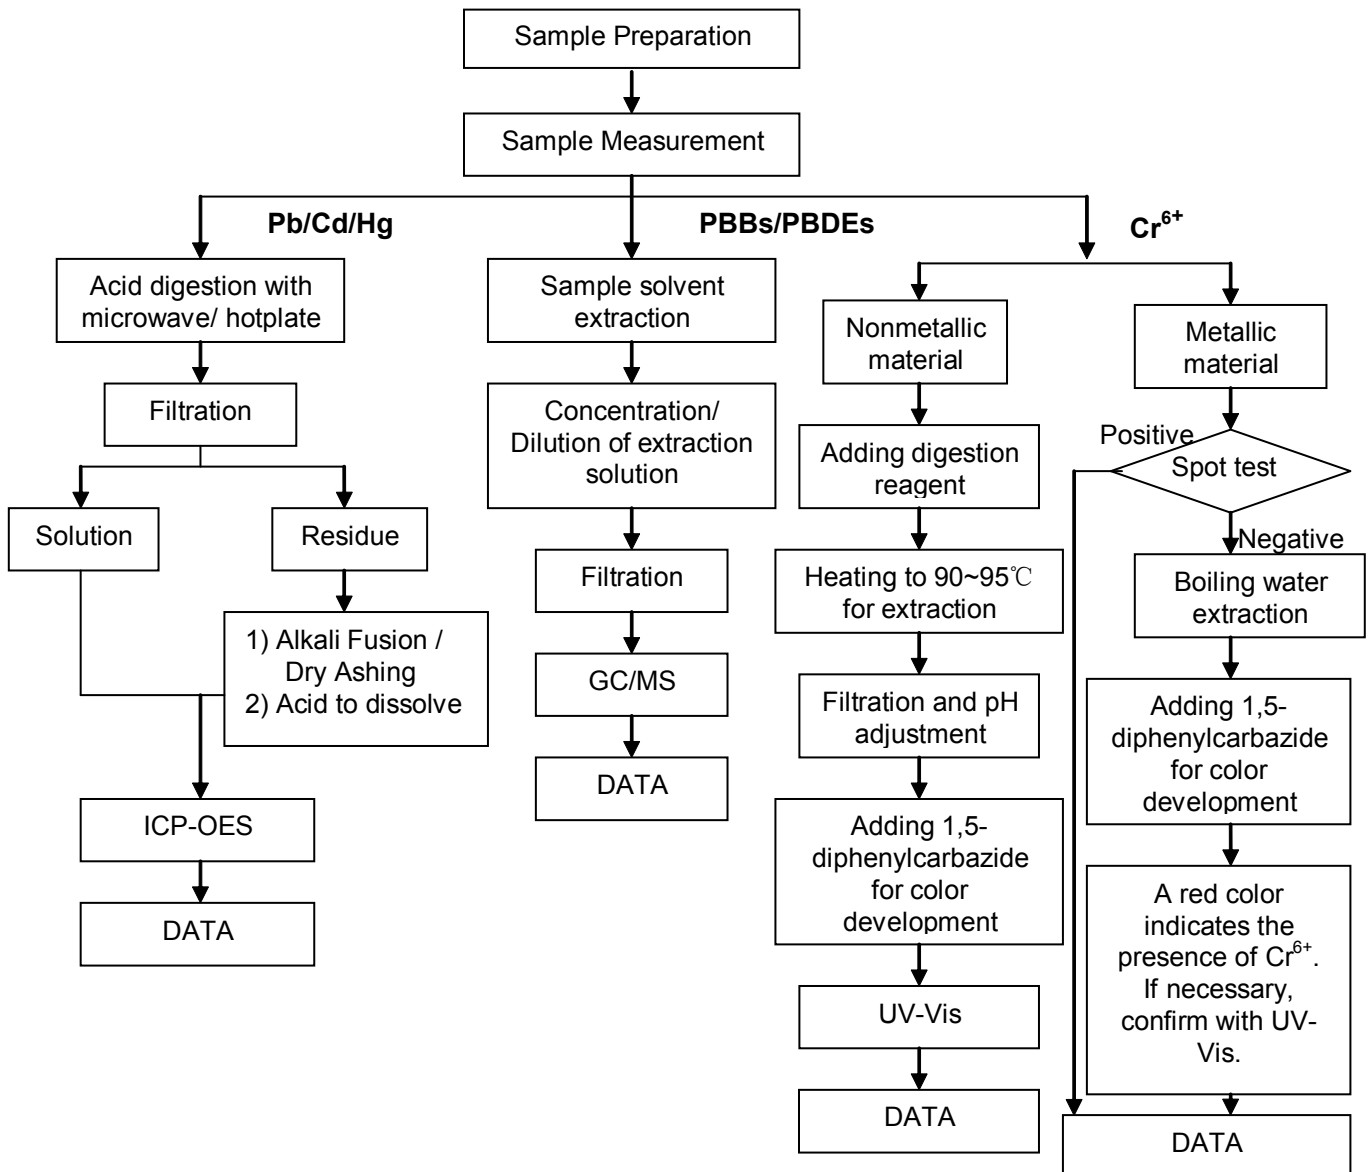 Sample Preparation
Sample Measurement
Pb/Cd/Hg
PBBs/PBDEs
Cr⁶⁺
Acid digestion with
microwave/ hotplate
Filtration
Solution
Residue
1) Alkali Fusion /
Dry Ashing
2) Acid to dissolve
ICP-OES
DATA
Sample solvent
extraction
Concentration/
Dilution of extraction
solution
Filtration
GC/MS
DATA
Nonmetallic
material
Adding digestion
reagent
Heating to 90~95℃
for extraction
Filtration and pH
adjustment
Adding 1,5-
diphenylcarbazide
for color
development
UV-Vis
DATA
Metallic
material
Positive
Spot test
Negative
Boiling water
extraction
Adding 1,5-
diphenylcarbazide
for color
development
A red color
indicates the
presence of Cr⁶⁺.
If necessary,
confirm with UV-
Vis.
DATA